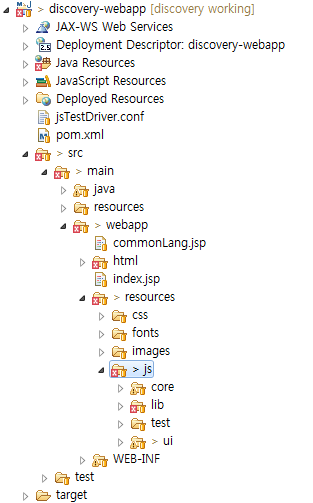 > discovery-webapp [discovery working]
JAX-WS Web Services
Deployment Descriptor: discovery-webapp
Java Resources
JavaScript Resources
Deployed Resources
jsTestDriver.conf
pom.xml
> src
> main
java
resources
> webapp
commonLang.jsp
> html
index.jsp
> resources
css
fonts
images
> js
core
lib
test
> ui
WEB-INF
test
target